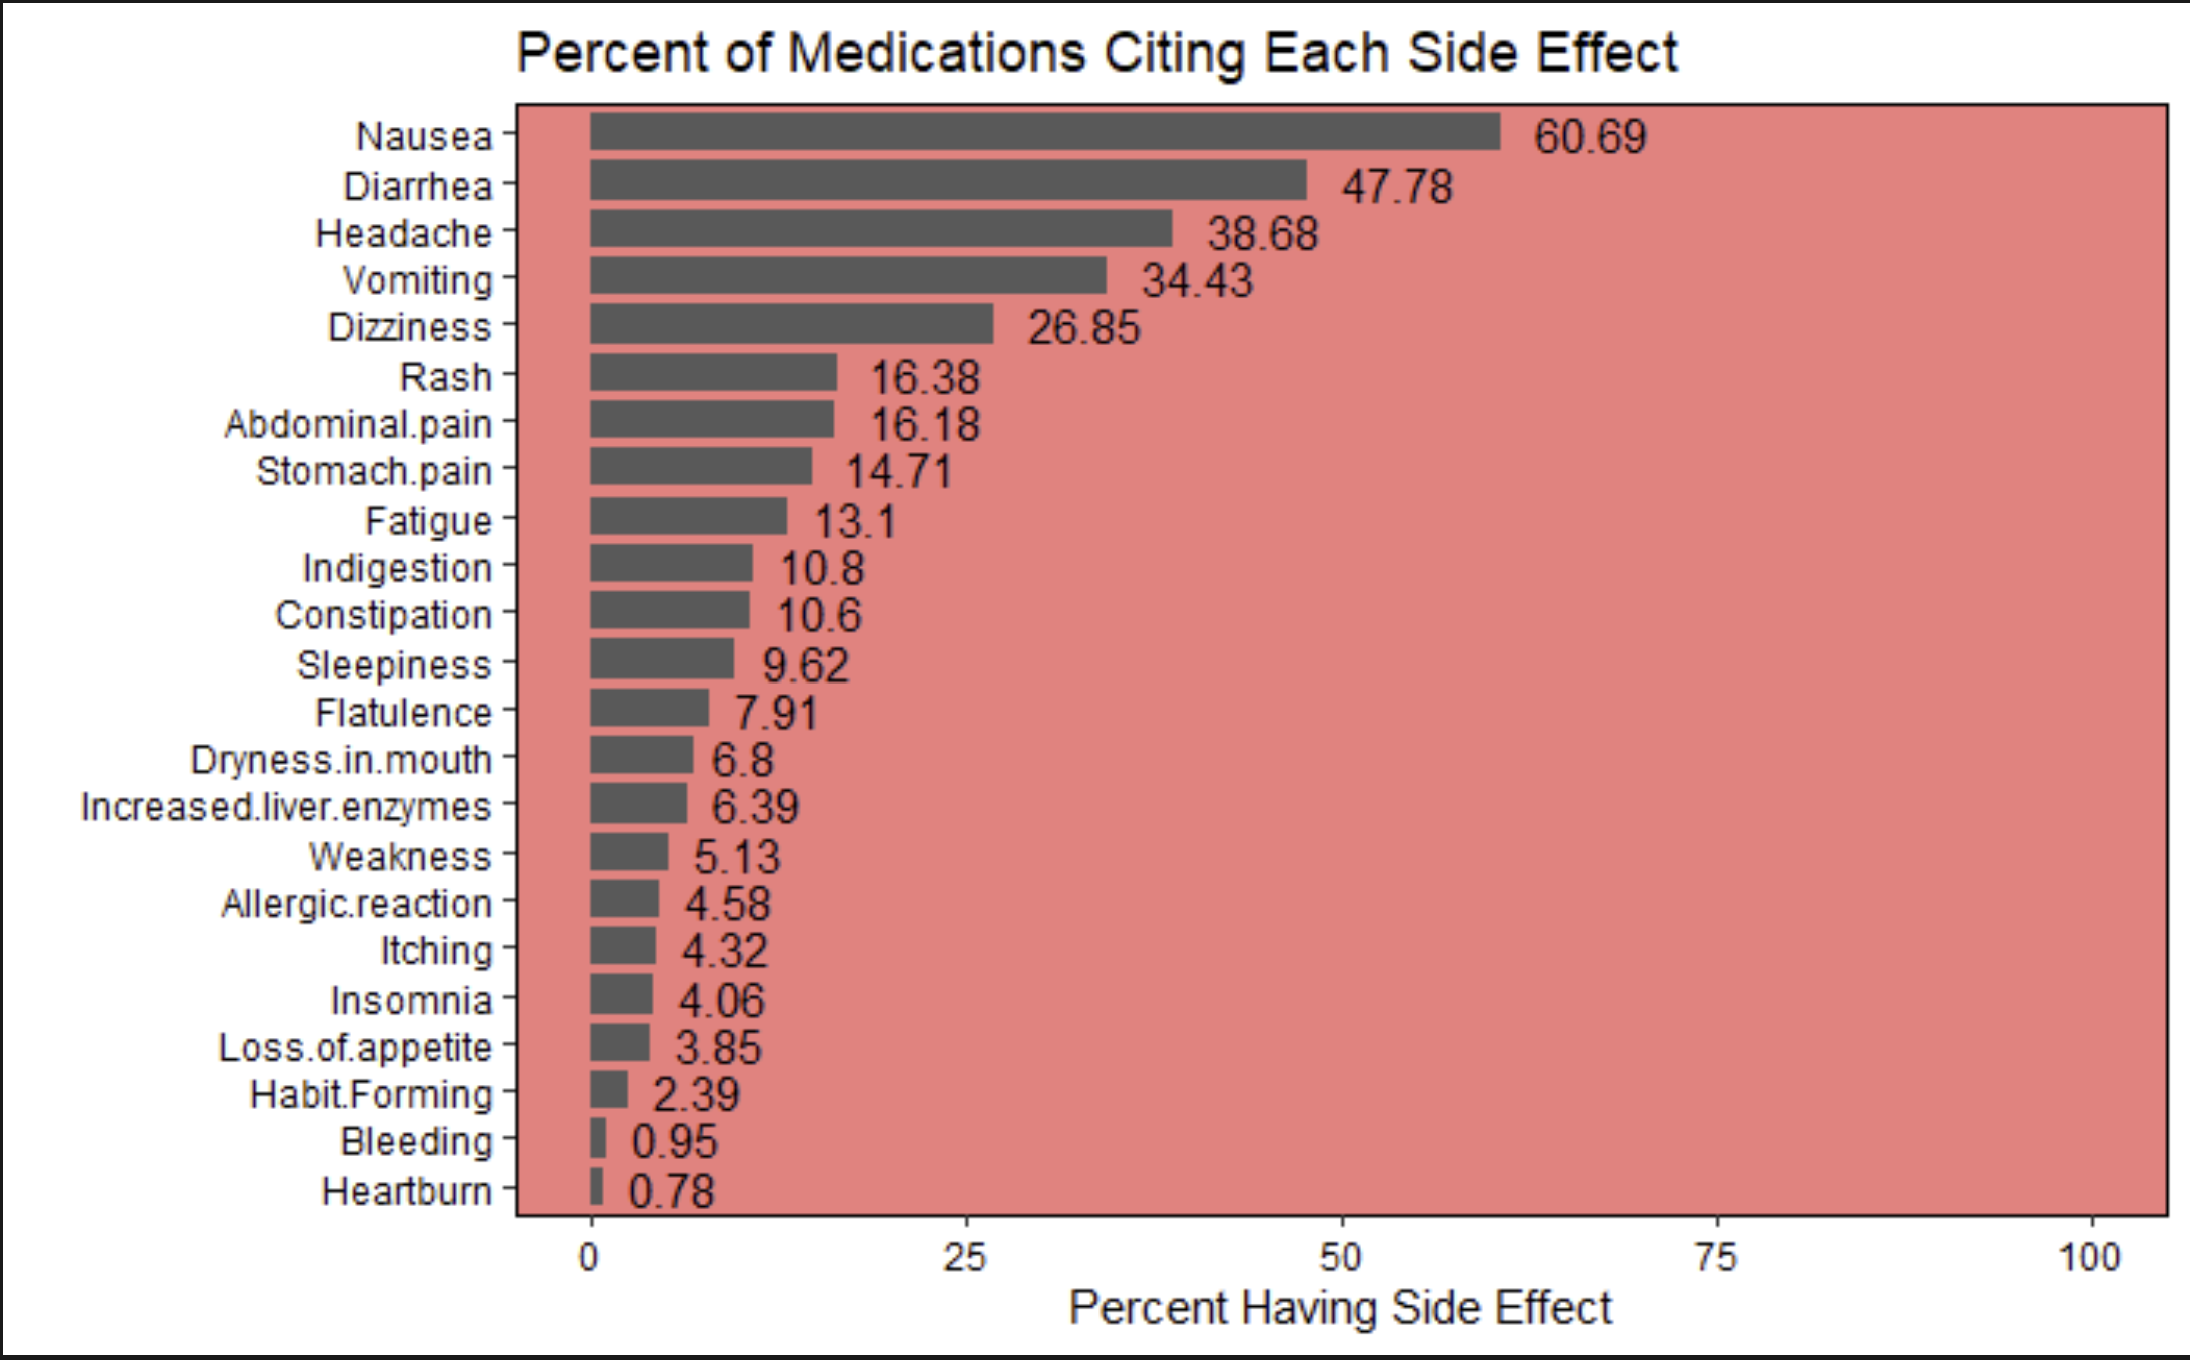 Percent of Medications Citing Each Side Effect
Nausea 60.69
Diarrhea 47.78
Headache 38.68
Vomiting 34.43
Dizziness 26.85
Rash 16.38
Abdominal.pain 16.18
Stomach.pain 14.71
Fatigue 13.1
Indigestion 10.8
Constipation 10.6
Sleepiness 9.62
Flatulence 7.91
Dryness.in.mouth 6.8
Increased.liver.enzymes 6.39
Weakness 5.13
Allergic.reaction 4.58
Itching 4.32
Insomnia 4.06
Loss.of.appetite 3.85
Habit.Forming 2.39
Bleeding 0.95
Heartburn 0.78
0 25 50 75 100
Percent Having Side Effect